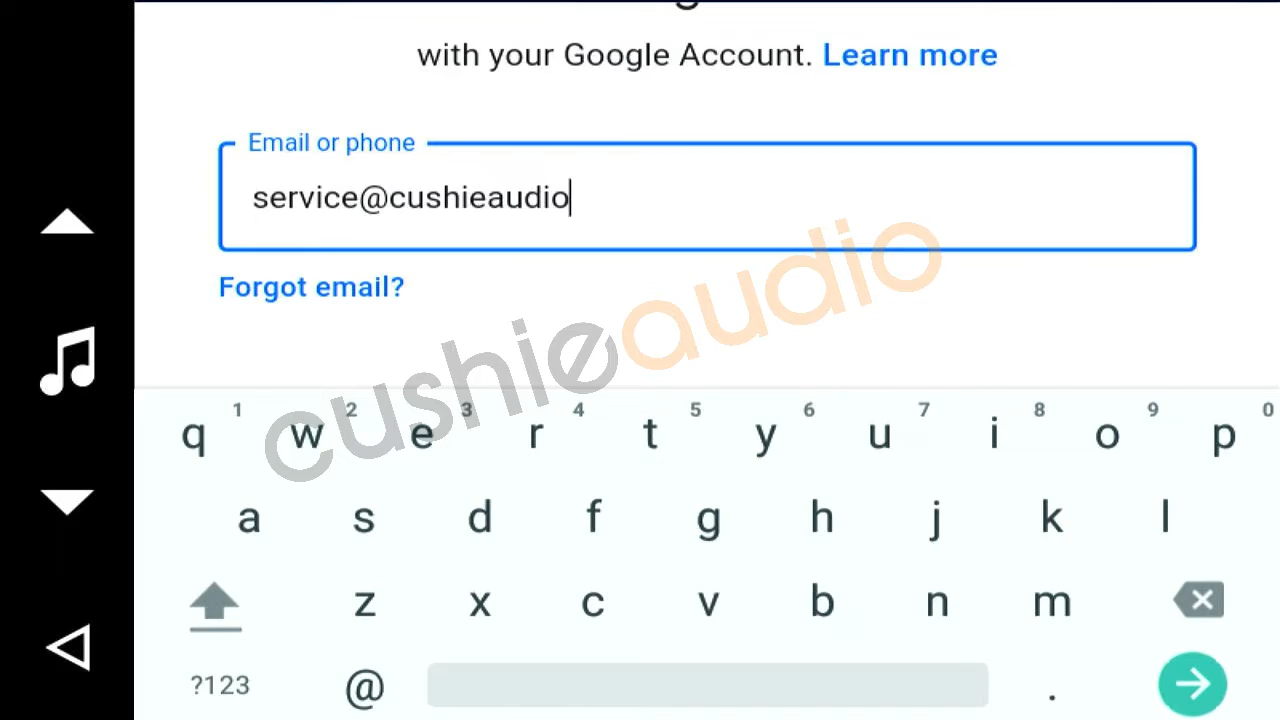 with your Google Account. Learn more
Email or phone
service@cushieaudio
Forgot email?
cushieaudio
1 2 3 4 5 6 7 8 9 0
q w e r t y u i o p
a s d f g h j k l
z x c v b n m
?123 @ .